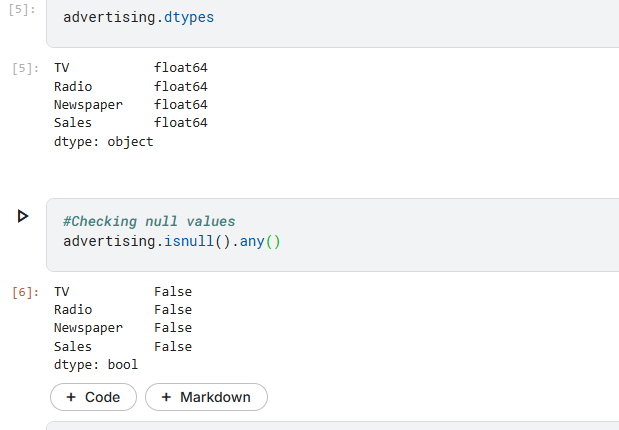 [5]:
advertising.dtypes
[5]:
TV float64
Radio float64
Newspaper float64
Sales float64
dtype: object
#Checking null values
advertising.isnull().any()
[6]:
TV False
Radio False
Newspaper False
Sales False
dtype: bool
+ Code + Markdown